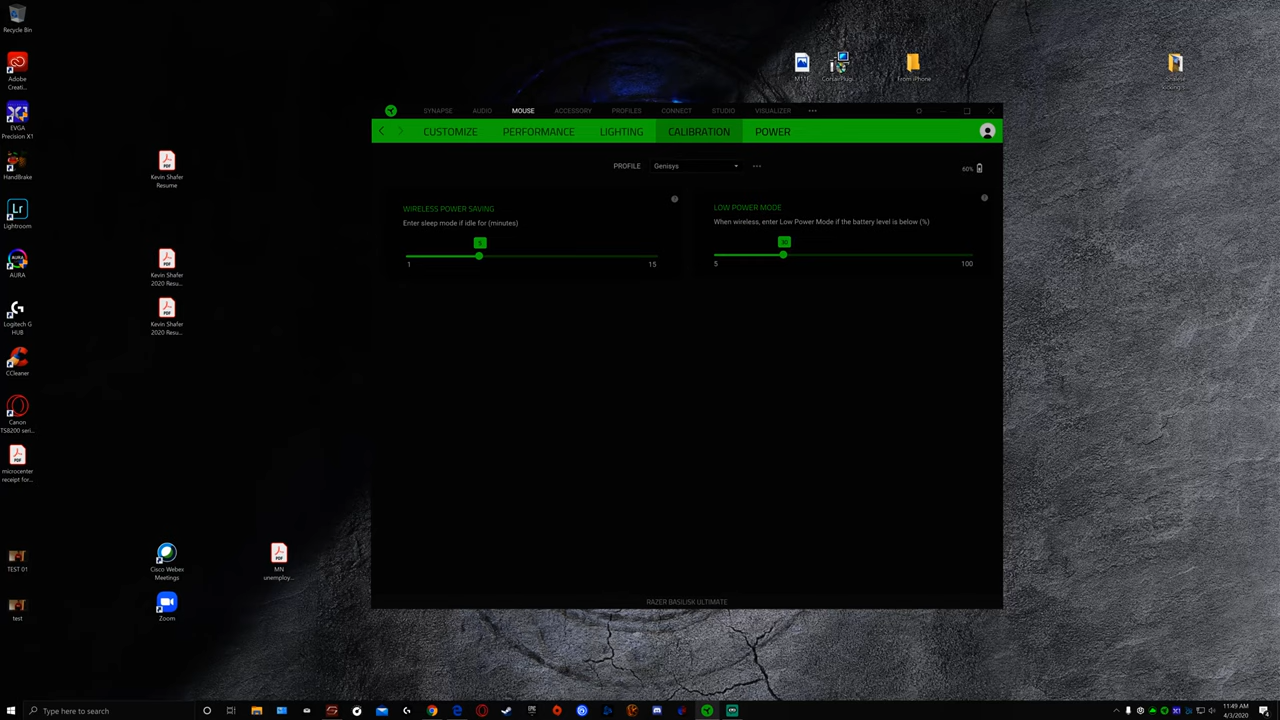 Recycle Bin
Adobe
Creati...
EVGA
Precision X1
HandBrake
Lightroom
AURA
Logitech G
HUB
CCleaner
Canon
TS8200 seri...
microcenter
receipt for...
TEST 01
test
Kevin Shafer
Resume
Kevin Shafer
2020 Resu...
Kevin Shafer
2020 Resu...
Cisco Webex
Meetings
Zoom
MN
unemploy...
From iPhone
SYNAPSE AUDIO MOUSE ACCESSORY PROFILES CONNECT STUDIO VISUALIZER
CUSTOMIZE PERFORMANCE LIGHTING CALIBRATION POWER
PROFILE Genisys
60%
WIRELESS POWER SAVING
Enter sleep mode if idle for (minutes)
5
1 15
LOW POWER MODE
When wireless, enter Low Power Mode if the battery level is below (%)
30
5 100
RAZER BASILISK ULTIMATE
Type here to search
11:49 AM
4/3/2020